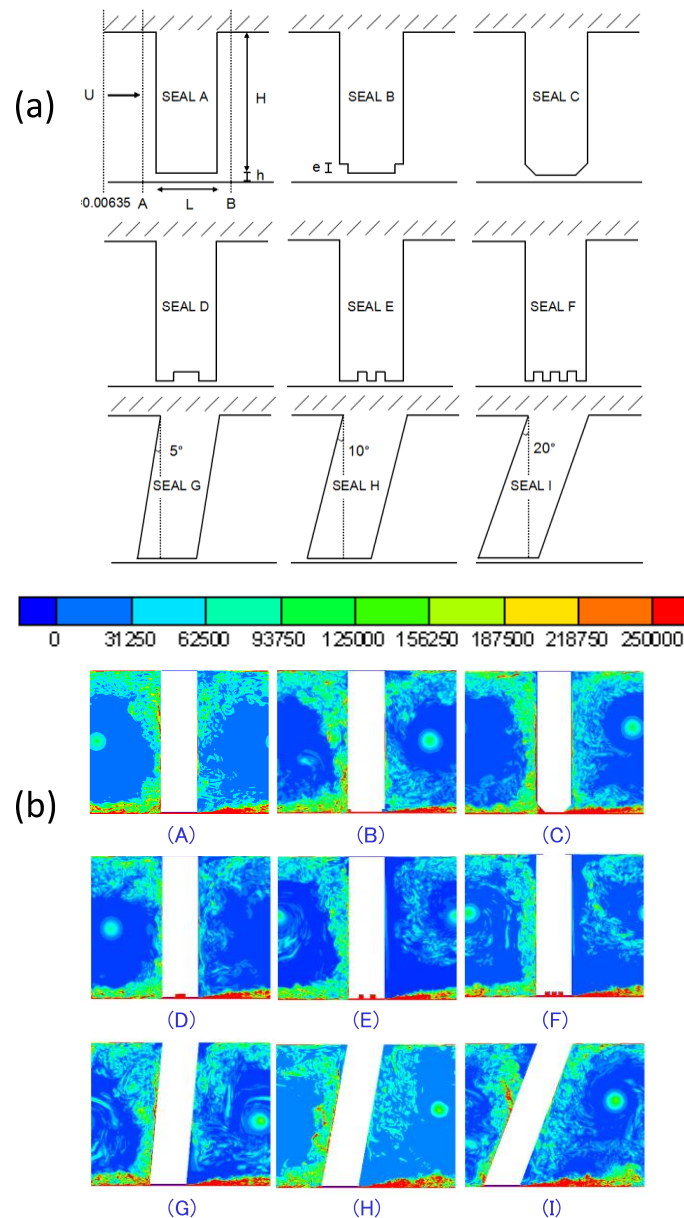 (a)
SEAL A
SEAL B
SEAL C
U
H
e
h
:0.00635 A L B
SEAL D
SEAL E
SEAL F
5°
10°
20°
SEAL G
SEAL H
SEAL I
0 31250 62500 93750 125000 156250 187500 218750 250000
(b)
(A)
(B)
(C)
(D)
(E)
(F)
(G)
(H)
(I)